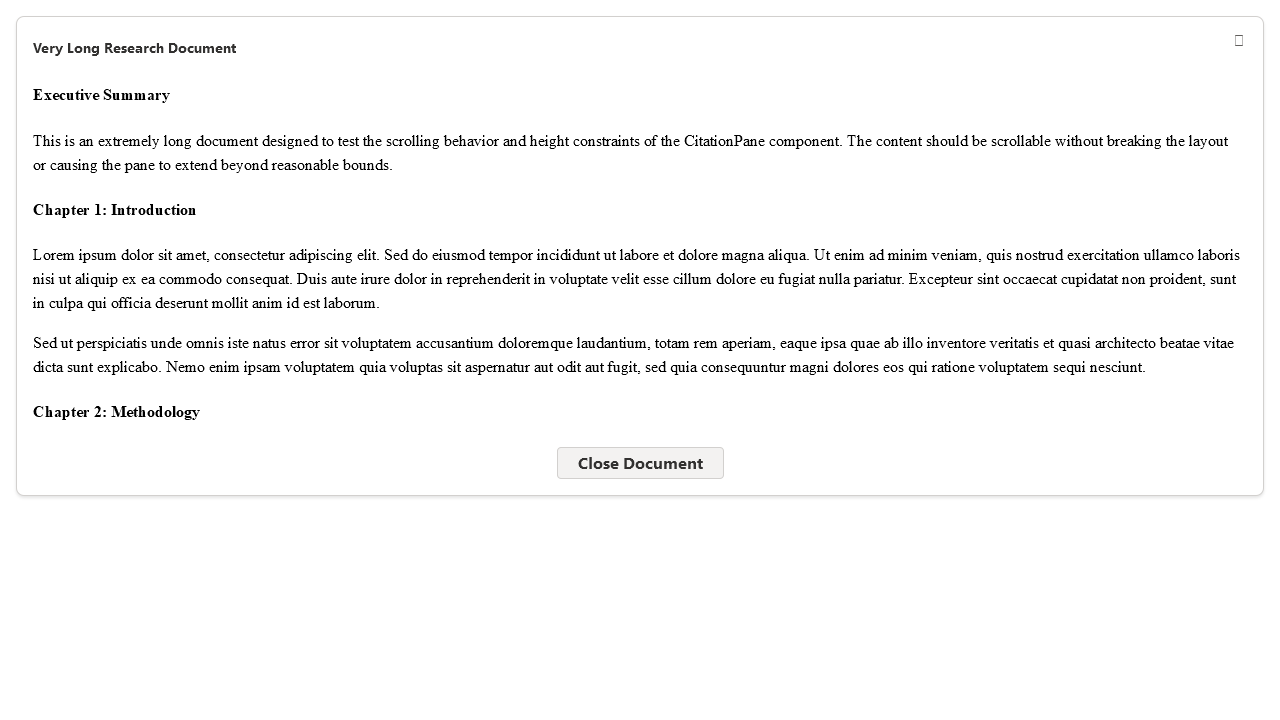 Very Long Research Document
Executive Summary
This is an extremely long document designed to test the scrolling behavior and height constraints of the CitationPane component. The content should be scrollable without breaking the layout
or causing the pane to extend beyond reasonable bounds.
Chapter 1: Introduction
Lorem ipsum dolor sit amet, consectetur adipiscing elit. Sed do eiusmod tempor incididunt ut labore et dolore magna aliqua. Ut enim ad minim veniam, quis nostrud exercitation ullamco laboris
nisi ut aliquip ex ea commodo consequat. Duis aute irure dolor in reprehenderit in voluptate velit esse cillum dolore eu fugiat nulla pariatur. Excepteur sint occaecat cupidatat non proident, sunt
in culpa qui officia deserunt mollit anim id est laborum.
Sed ut perspiciatis unde omnis iste natus error sit voluptatem accusantium doloremque laudantium, totam rem aperiam, eaque ipsa quae ab illo inventore veritatis et quasi architecto beatae vitae
dicta sunt explicabo. Nemo enim ipsam voluptatem quia voluptas sit aspernatur aut odit aut fugit, sed quia consequuntur magni dolores eos qui ratione voluptatem sequi nesciunt.
Chapter 2: Methodology
Close Document